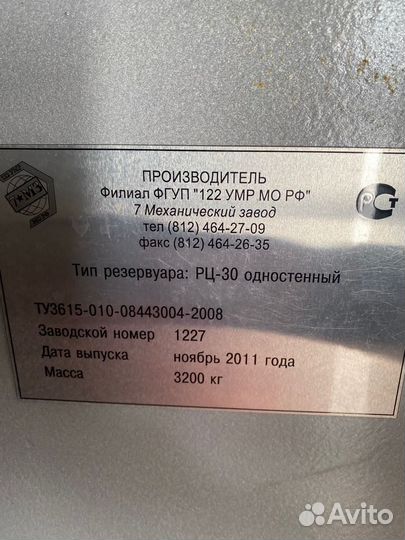 ПРОИЗВОДИТЕЛЬ
Филиал ФГУП "122 УМР МО РФ"
7 Механический завод
тел (812) 464-27-09
факс (812) 464-26-35
Тип резервуара: РЦ-30 одностенный
ТУ3615-010-08443004-2008
Заводской номер 1227
Дата выпуска ноябрь 2011 года
Масса 3200 кг
Avito